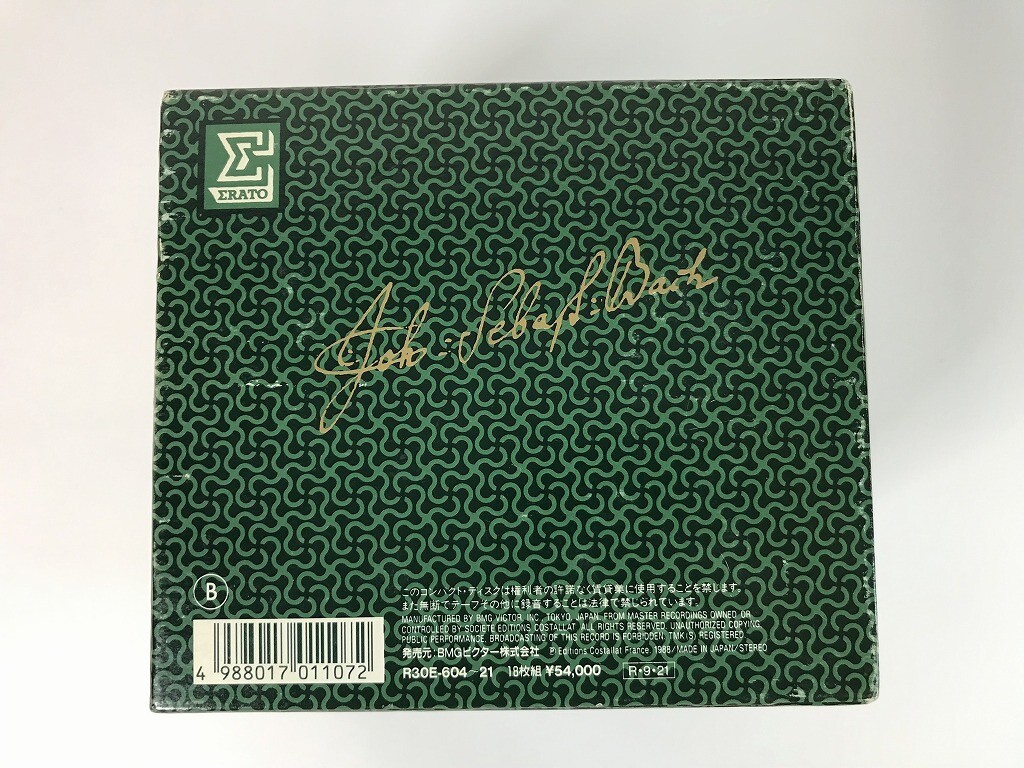 ΣRATO
Joh: Sebast: Bach
B
このコンパクト・ディスクは権利者の許諾なく賃貸業に使用することを禁じます。
また無断でテープその他に録音することは法律で禁じられています。
MANUFACTURED BY BMG VICTOR, INC., TOKYO, JAPAN. FROM MASTER RECORDINGS OWNED OR
CONTROLLED BY SOCIETE EDITIONS COSTALLAT. ALL RIGHTS RESERVED. UNAUTHORIZED COPYING,
PUBLIC PERFORMANCE, BROADCASTING OF THIS RECORD IS FORBIDDEN. TMK(S) REGISTERED.
発売元:BMGビクター株式会社 ℗ Editions Costallat France, 1988/MADE IN JAPAN/STEREO
R30E-604~21 18枚組 ¥54,000 R・9・21
4 988017 011072